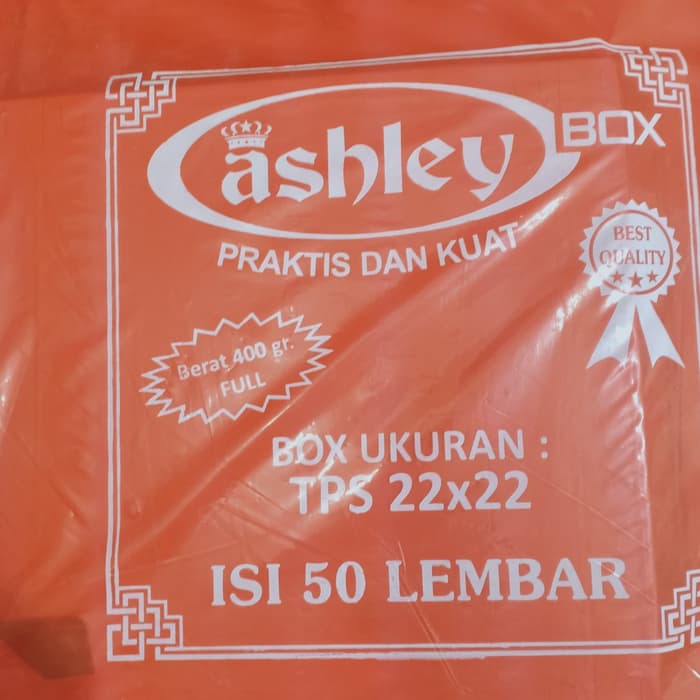 ashley BOX
PRAKTIS DAN KUAT
BEST
QUALITY
Berat 400 gr.
FULL
BOX UKURAN :
TPS 22x22
ISI 50 LEMBAR